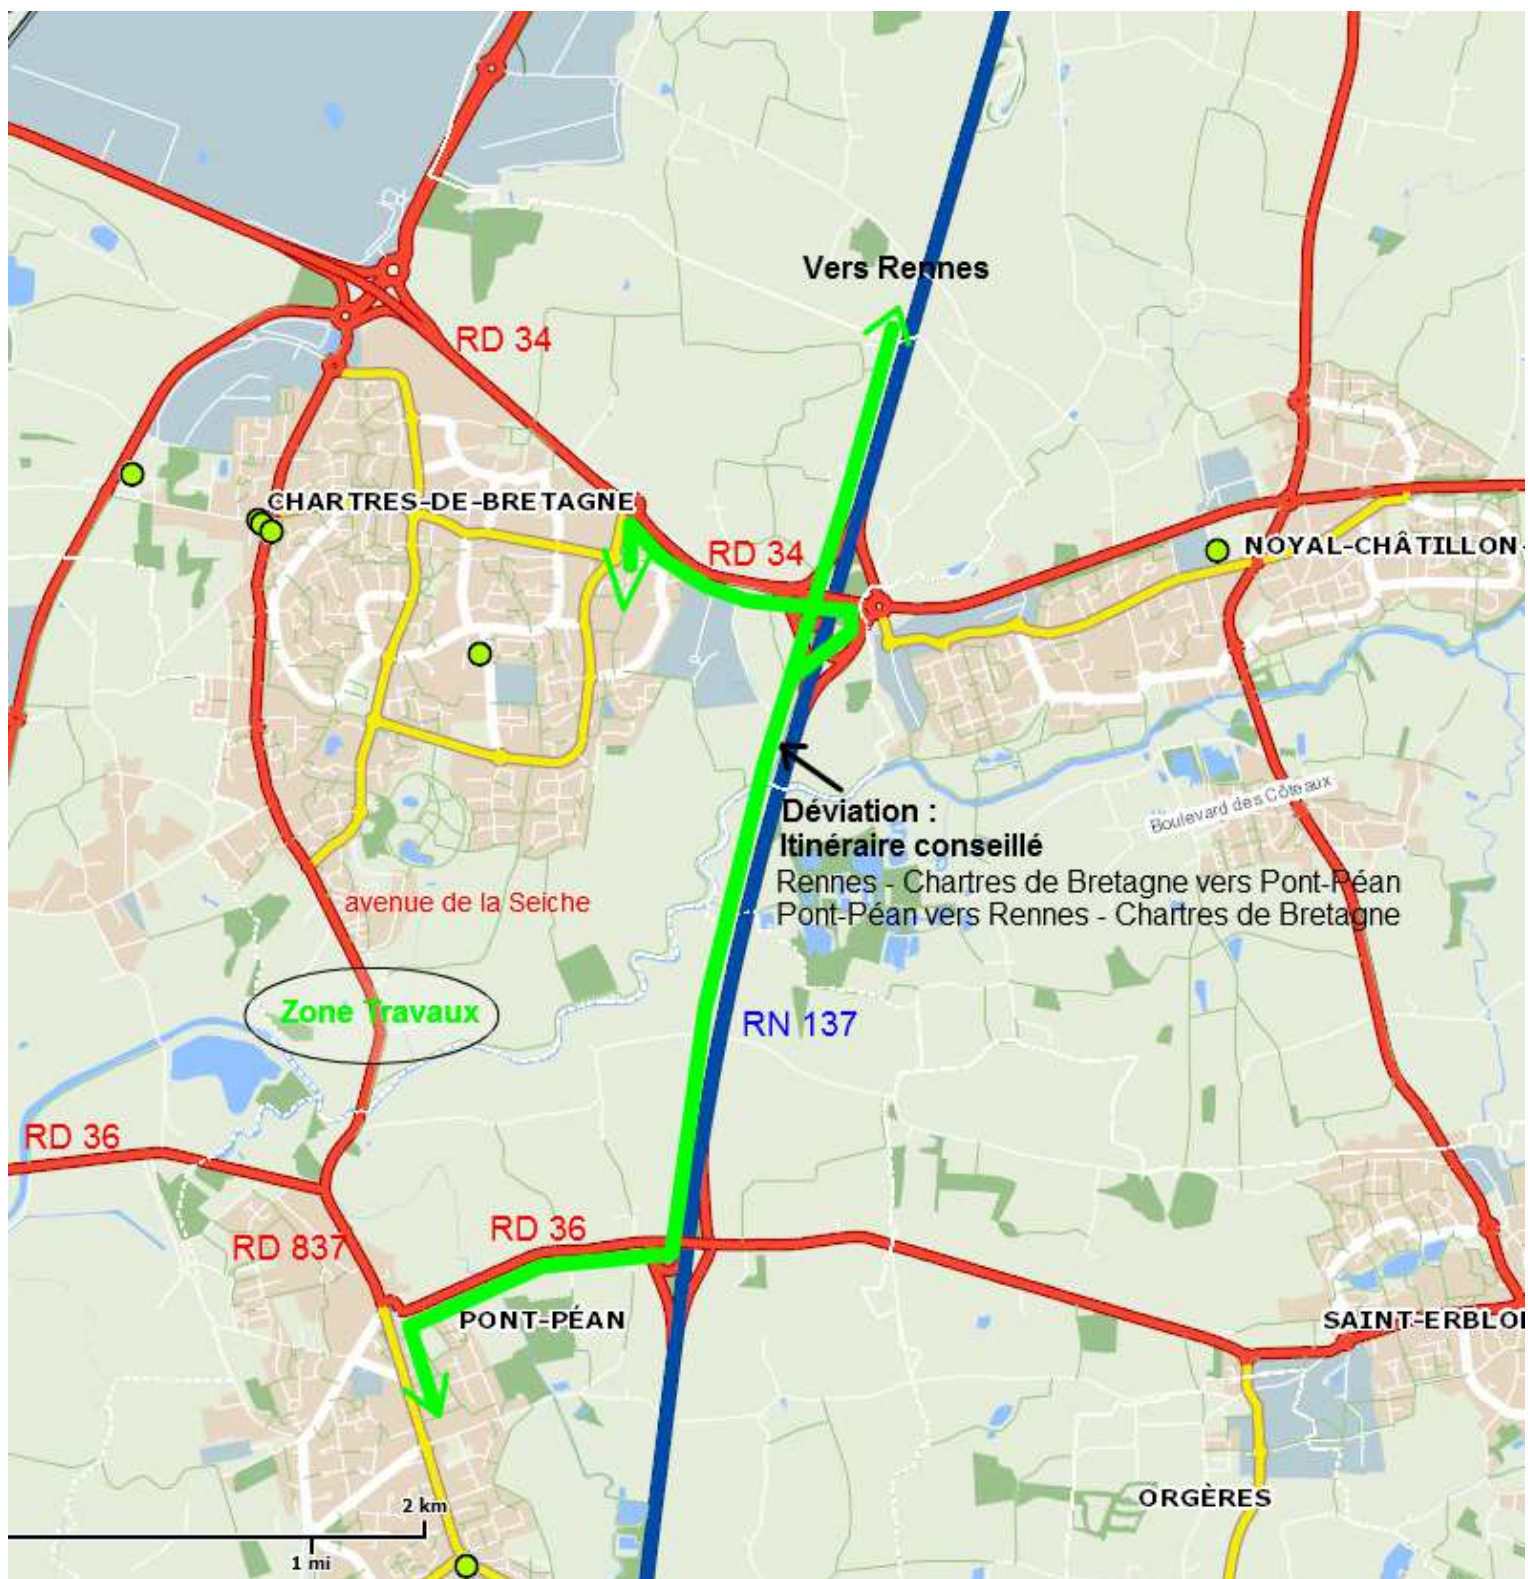 Vers Rennes
RD 34
CHARTRES-DE-BRETAGNE
RD 34
NOYAL-CHÂTILLON-
Boulevard des Côteaux
Déviation :
Itinéraire conseillé
Rennes - Chartres de Bretagne vers Pont-Péan
Pont-Péan vers Rennes - Chartres de Bretagne
avenue de la Seiche
Zone Travaux
RN 137
RD 36
RD 36
RD 837
PONT-PÉAN
SAINT-ERBLO
ORGÈRES
2 km
1 mi